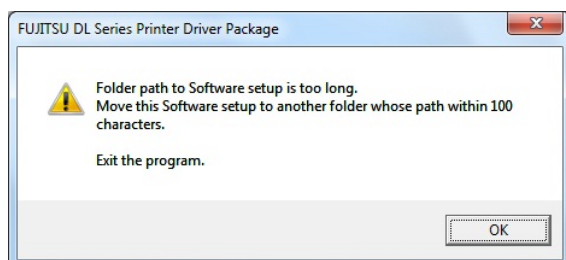 FUJITSU DL Series Printer Driver Package
Folder path to Software setup is too long.
Move this Software setup to another folder whose path within 100
characters.
Exit the program.
OK